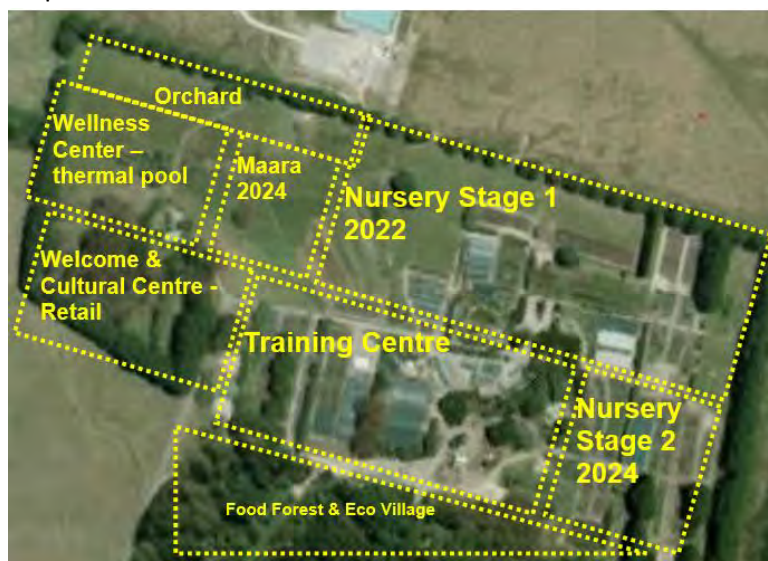 Orchard
Wellness
Center –
thermal pool
Maara
2024
Nursery Stage 1
2022
Welcome &
Cultural Centre -
Retail
Training Centre
Nursery
Stage 2
2024
Food Forest & Eco Village